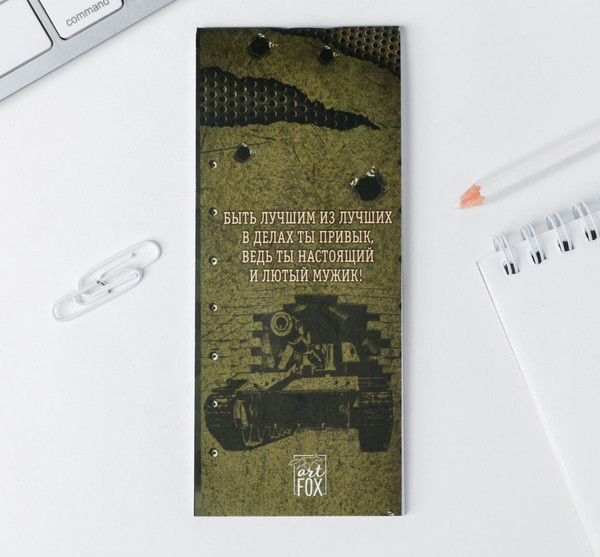 command
БЫТЬ ЛУЧШИМ ИЗ ЛУЧШИХ
В ДЕЛАХ ТЫ ПРИВЫК,
ВЕДЬ ТЫ НАСТОЯЩИЙ
И ЛЮТЫЙ МУЖИК!
art
FOX